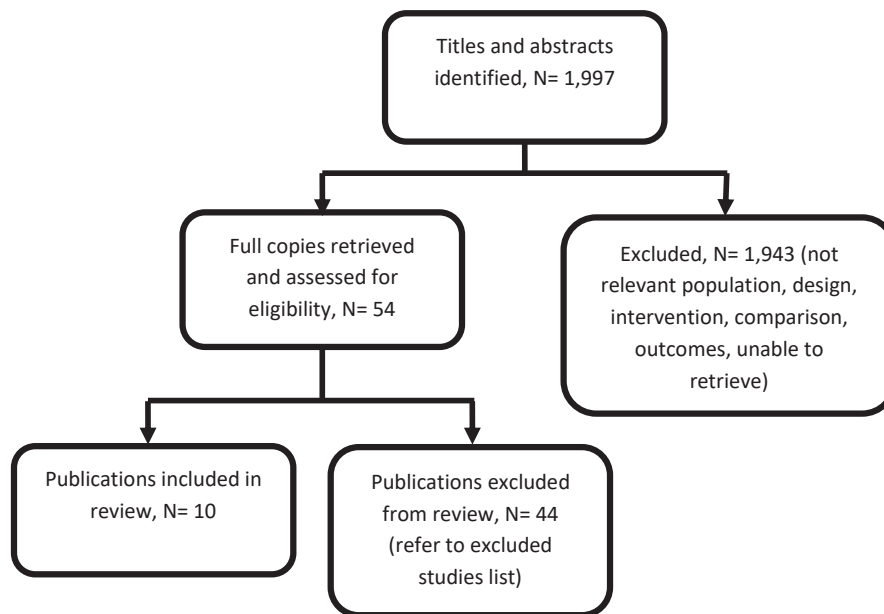 Titles and abstracts
identified, N= 1,997
Full copies retrieved
and assessed for
eligibility, N= 54
Excluded, N= 1,943 (not
relevant population, design,
intervention, comparison,
outcomes, unable to
retrieve)
Publications included in
review, N= 10
Publications excluded
from review, N= 44
(refer to excluded
studies list)